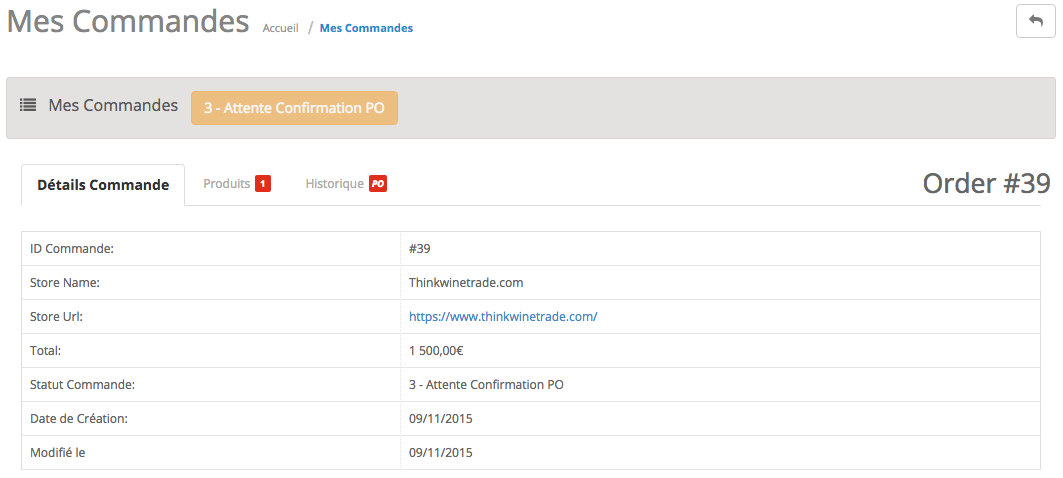 Mes Commandes Accueil / Mes Commandes
Mes Commandes 3 - Attente Confirmation PO
Détails Commande Produits 1 Historique PO Order #39
ID Commande: #39
Store Name: Thinkwinetrade.com
Store Url: https://www.thinkwinetrade.com/
Total: 1 500,00€
Statut Commande: 3 - Attente Confirmation PO
Date de Création: 09/11/2015
Modifié le 09/11/2015